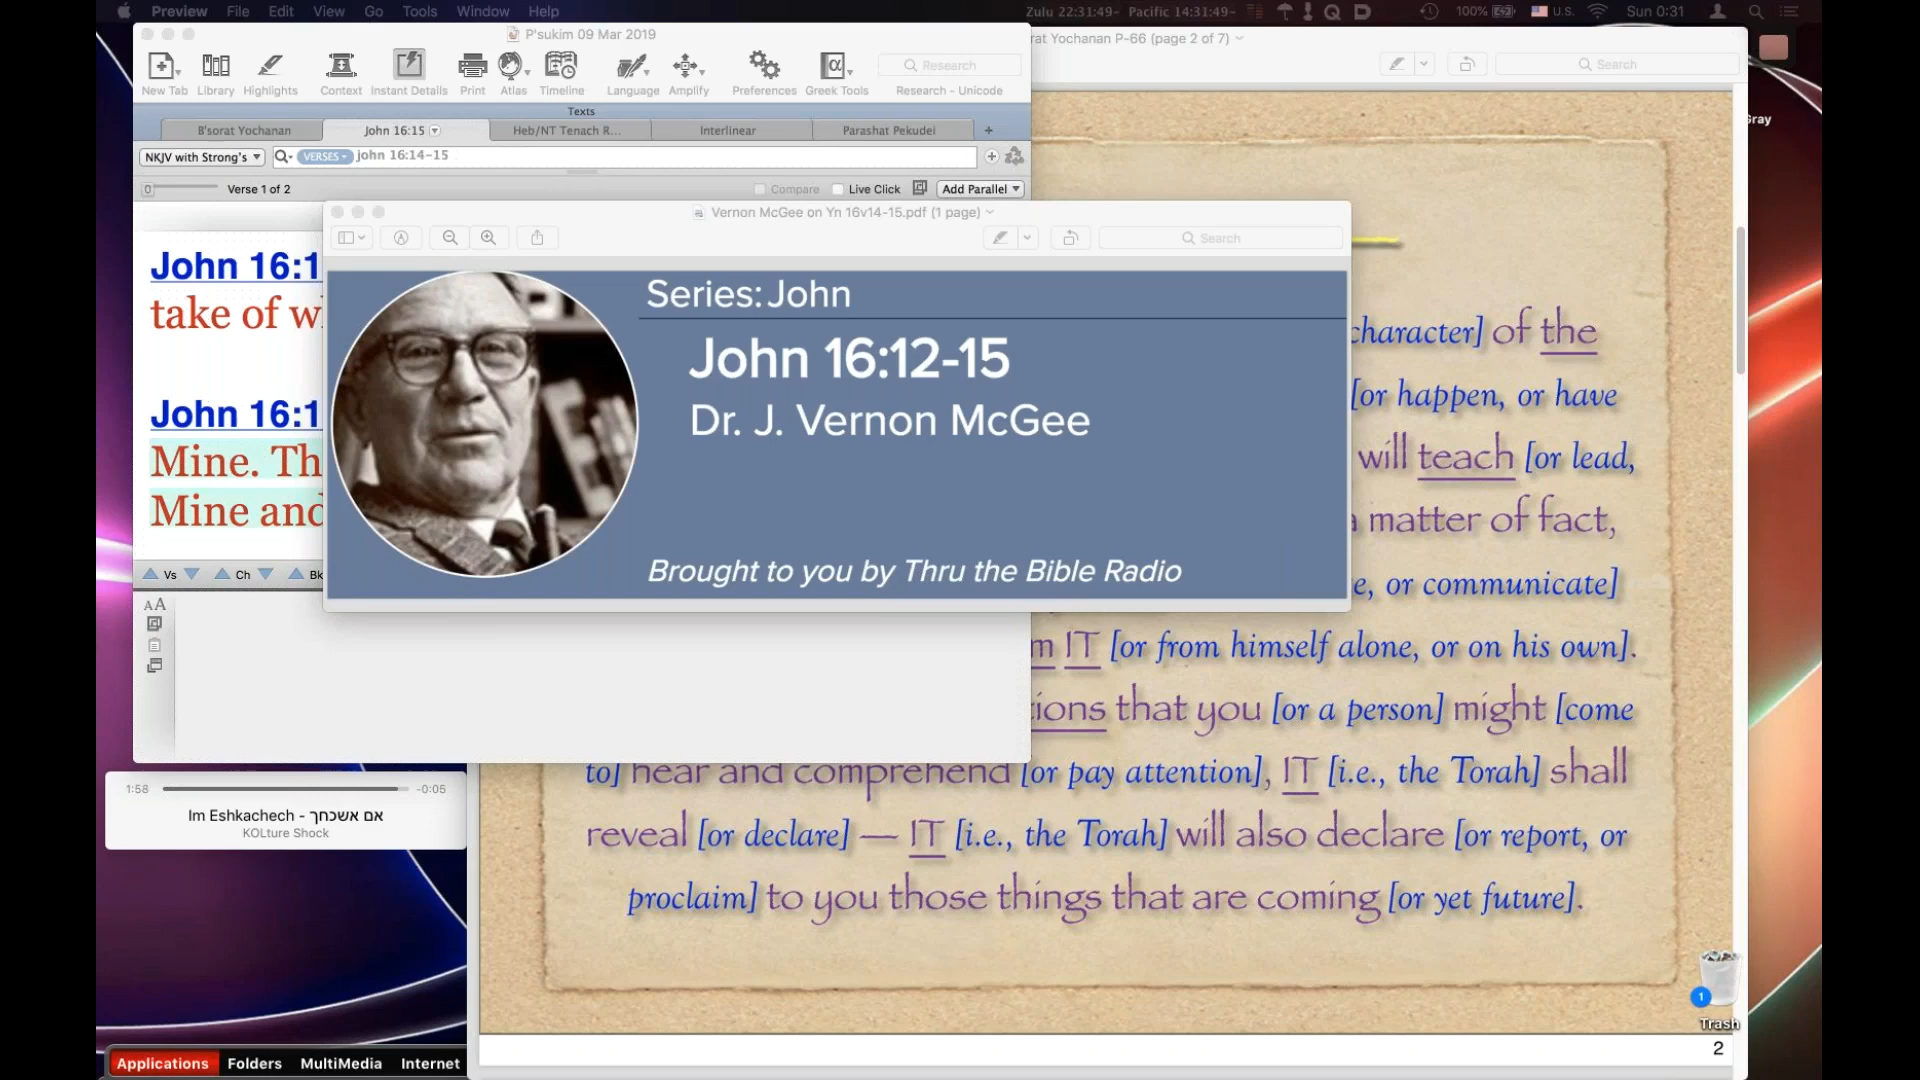 Preview File Edit View Go Tools Window Help
Zulu 22:31:49- Pacific 14:31:49-
100%
U.S.
Sun 0:31
P'sukim 09 Mar 2019
New Tab Library Highlights Context Instant Details Print Atlas Timeline Language Amplify Preferences Greek Tools Research - Unicode
Research
Texts
B'sorat Yochanan John 16:15 Heb/NT Tenach R... Interlinear Parashat Pekudei +
NKJV with Strong's VERSES john 16:14-15
0 Verse 1 of 2 Compare Live Click Add Parallel
John 16:1
take of w
John 16:1
Mine. Th
Mine and
Vs Ch Bk
AA
rat Yochanan P-66 (page 2 of 7)
Search
Gray
Vernon McGee on Yn 16v14-15.pdf (1 page)
Search
Series: John
John 16:12-15
Dr. J. Vernon McGee
Brought to you by Thru the Bible Radio
character] of the
[or happen, or have
will teach [or lead,
a matter of fact,
e, or communicate]
m IT [or from himself alone, or on his own].
tions that you [or a person] might [come
to] hear and comprehend [or pay attention], IT [i.e., the Torah] shall
reveal [or declare] — IT [i.e., the Torah] will also declare [or report, or
proclaim] to you those things that are coming [or yet future].
1:58 -0:05
Im Eshkachech - אם אשכחך
KOLture Shock
1
Trash
2
Applications Folders MultiMedia Internet